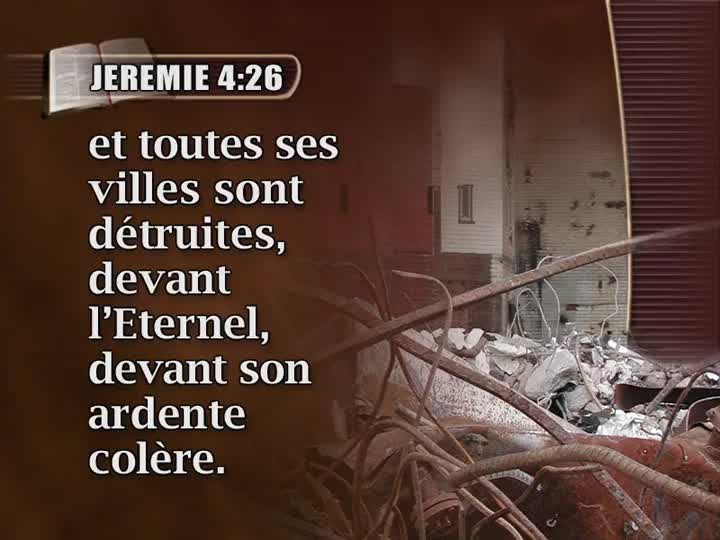 JEREMIE 4:26
et toutes ses
villes sont
détruites,
devant
l’Eternel,
devant son
ardente
colère.